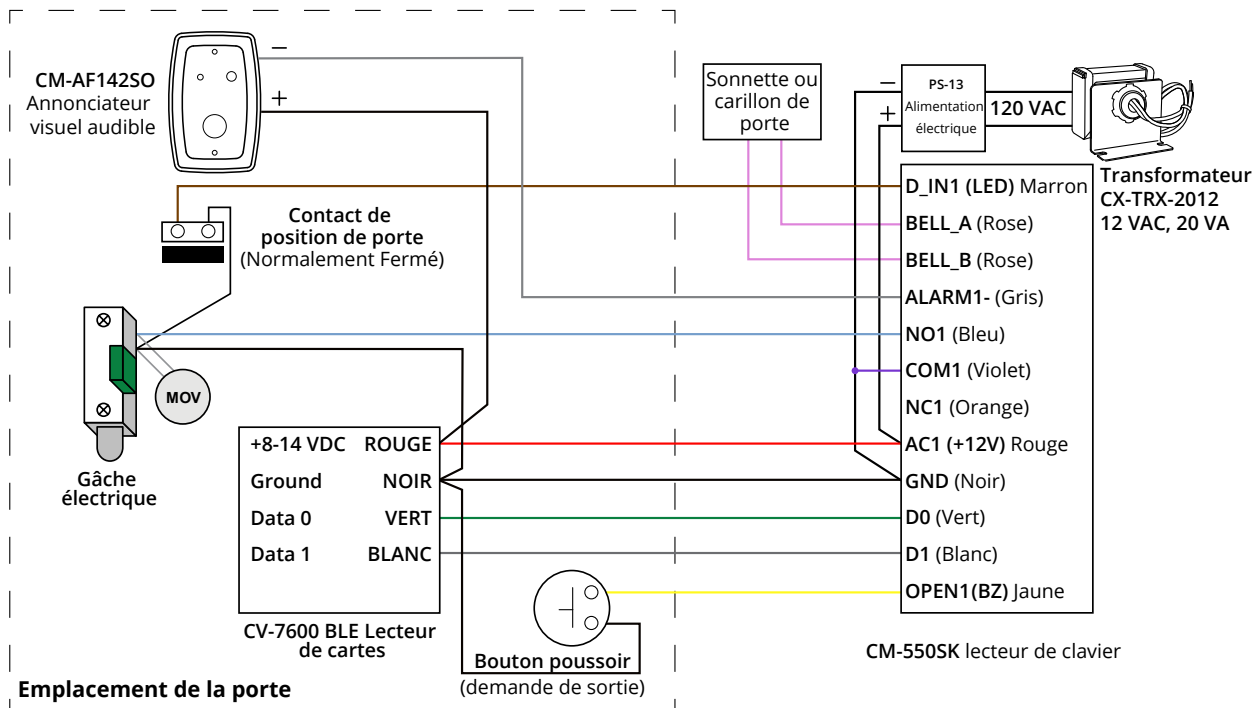 CM-AF142SO
Annonciateur
visuel audible
−
+
Sonnette ou
carillon de
porte
−
+
PS-13
Alimentation
électrique
120 VAC
Transformateur
CX-TRX-2012
12 VAC, 20 VA
Contact de
position de porte
(Normalement Fermé)
MOV
Gâche
électrique
D_IN1 (LED) Marron
BELL_A (Rose)
BELL_B (Rose)
ALARM1- (Gris)
NO1 (Bleu)
COM1 (Violet)
NC1 (Orange)
AC1 (+12V) Rouge
GND (Noir)
D0 (Vert)
D1 (Blanc)
OPEN1(BZ) Jaune
CM-550SK lecteur de clavier
+8-14 VDC ROUGE
Ground NOIR
Data 0 VERT
Data 1 BLANC
CV-7600 BLE Lecteur
de cartes
Bouton poussoir
(demande de sortie)
Emplacement de la porte